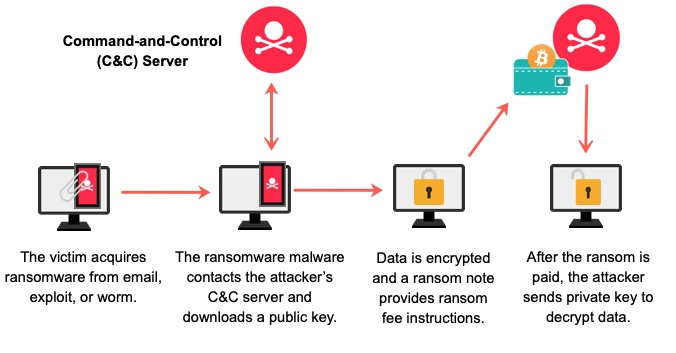 Command-and-Control
(C&C) Server
The victim acquires
ransomware from email,
exploit, or worm.
The ransomware malware
contacts the attacker's
C&C server and
downloads a public key.
Data is encrypted
and a ransom note
provides ransom
fee instructions.
After the ransom is
paid, the attacker
sends private key to
decrypt data.